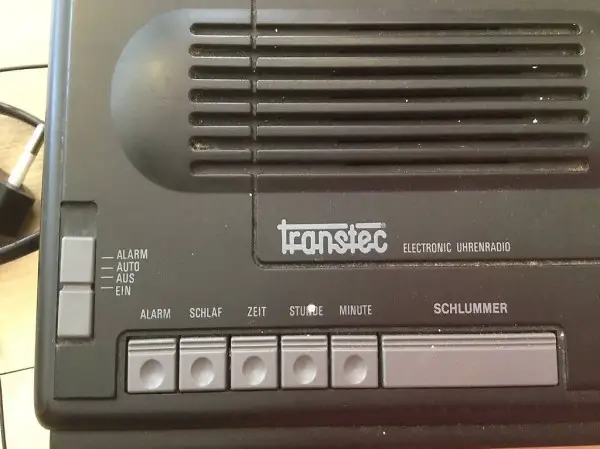 transtec ELECTRONIC UHRENRADIO
ALARM
AUTO
AUS
EIN
ALARM SCHLAF ZEIT STUNDE MINUTE SCHLUMMER